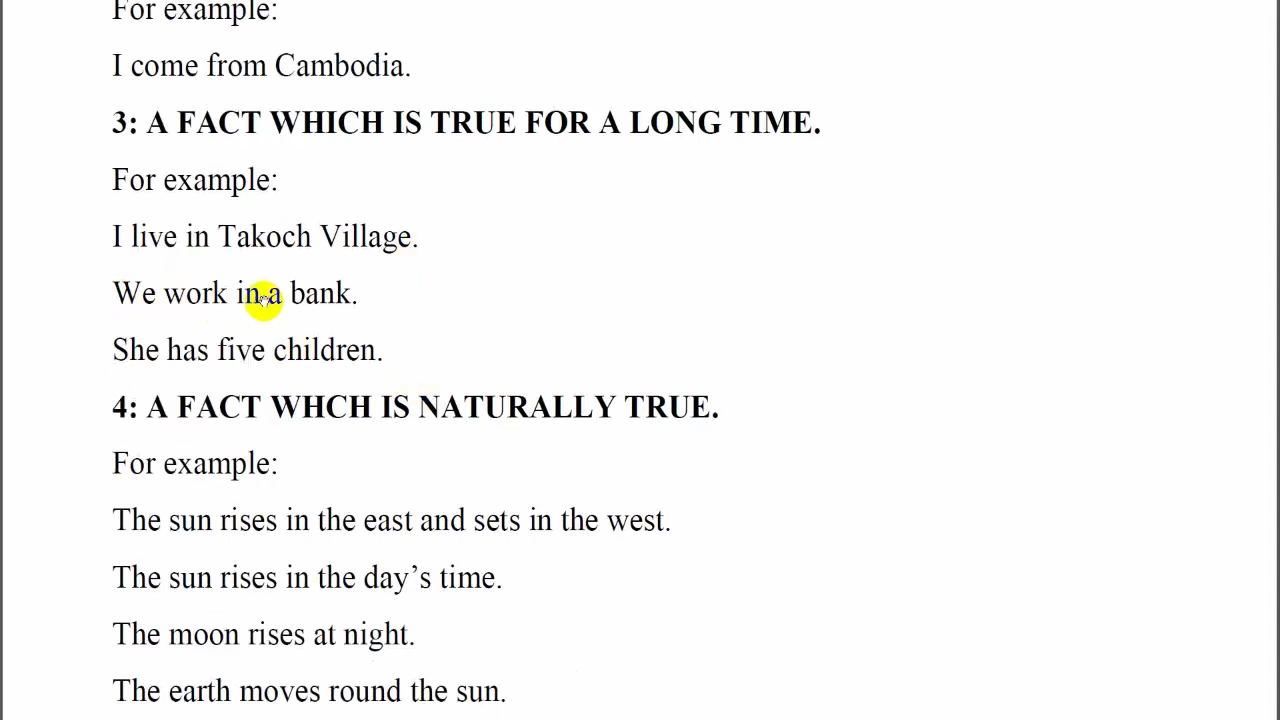 For example:
I come from Cambodia.
3: A FACT WHICH IS TRUE FOR A LONG TIME.
For example:
I live in Takoch Village.
We work in a bank.
She has five children.
4: A FACT WHCH IS NATURALLY TRUE.
For example:
The sun rises in the east and sets in the west.
The sun rises in the day’s time.
The moon rises at night.
The earth moves round the sun.